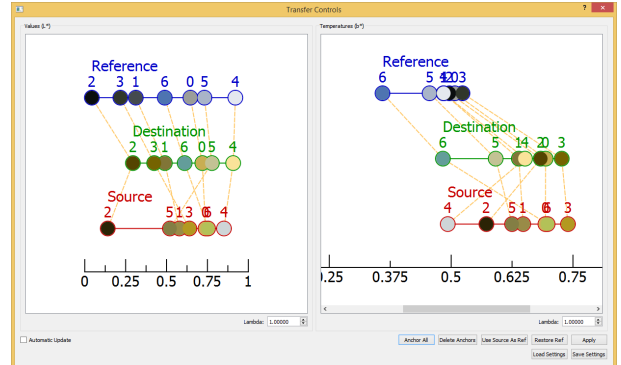 Transfer Controls
Values (L*)
Reference
2 3 1 6 0 5 4
Destination
2 3 1 6 0 5 4
Source
2 5 1 3 0 6 4
0 0.25 0.5 0.75 1
Lambda: 1.00000
Temperatures (b*)
Reference
6 5 4 2 1 0 3
Destination
6 5 1 4 2 0 3
Source
4 2 5 1 0 6 3
0.25 0.375 0.5 0.625 0.75
Lambda: 1.00000
Automatic Update
Anchor All Delete Anchors Use Source As Ref Restore Ref Apply
Load Settings Save Settings